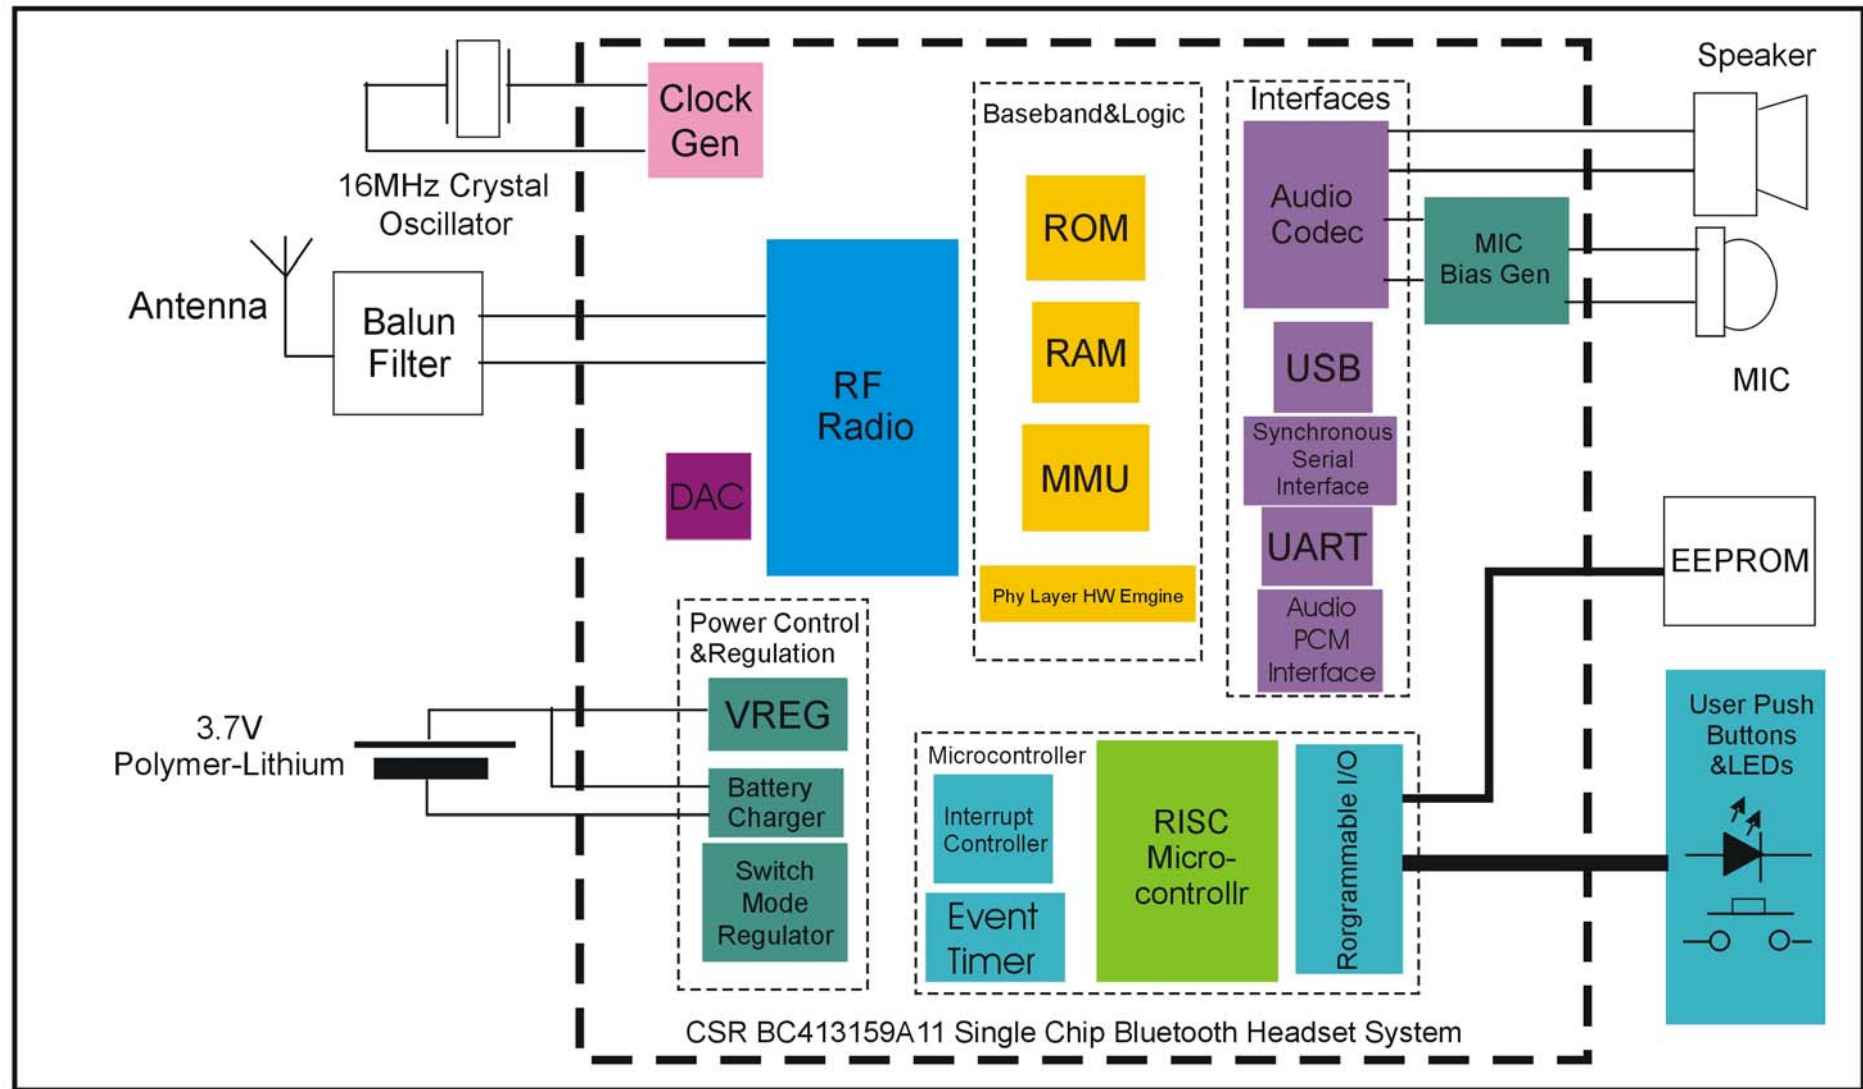 Clock
Gen
16MHz Crystal
Oscillator
Antenna
Balun
Filter
RF
Radio
DAC
Baseband&Logic
ROM
RAM
MMU
Phy Layer HW Emgine
Interfaces
Audio
Codec
USB
Synchronous
Serial
Interface
UART
Audio
PCM
Interface
MIC
Bias Gen
Speaker
MIC
EEPROM
User Push
Buttons
&LEDs
Power Control
&Regulation
VREG
Battery
Charger
Switch
Mode
Regulator
3.7V
Polymer-Lithium
Microcontroller
Interrupt
Controller
Event
Timer
RISC
Micro-
controllr
Rorgrammable I/O
CSR BC413159A11 Single Chip Bluetooth Headset System